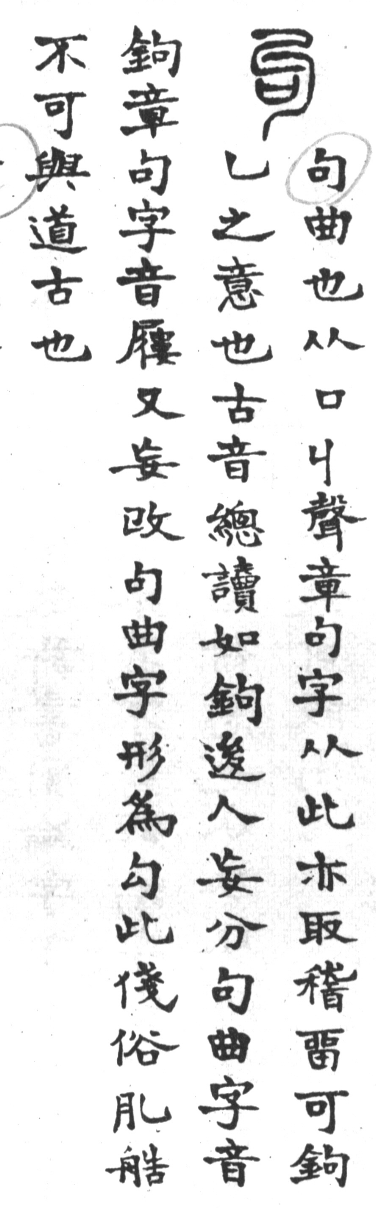 句曲也从口丩聲章句字从此亦取稽畱可鉤
乚之意也古音總讀如鉤後人妄分句曲字音
鉤章句字音屨又妄改句曲字形為勾此淺俗
不可與道古也